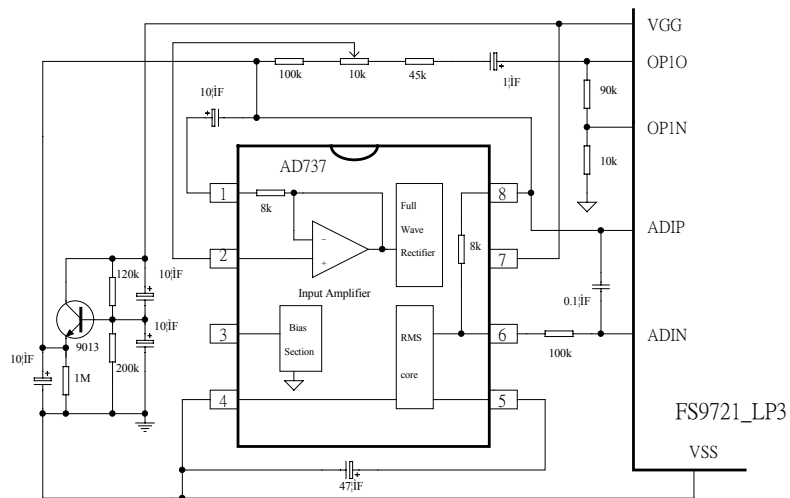 VGG
OP1O
100k
10k
45k
1¦ÌF
90k
10¦ÌF
OP1N
AD737
10k
1
8k
Full
Wave
Rectifier
8
2
−
+
8k
7
ADIP
120k
10¦ÌF
Input Amplifier
0.1¦ÌF
10¦ÌF
3
Bias
Section
RMS
core
6
100k
ADIN
9013
10¦ÌF
1M
200k
4
5
FS9721_LP3
VSS
47¦ÌF